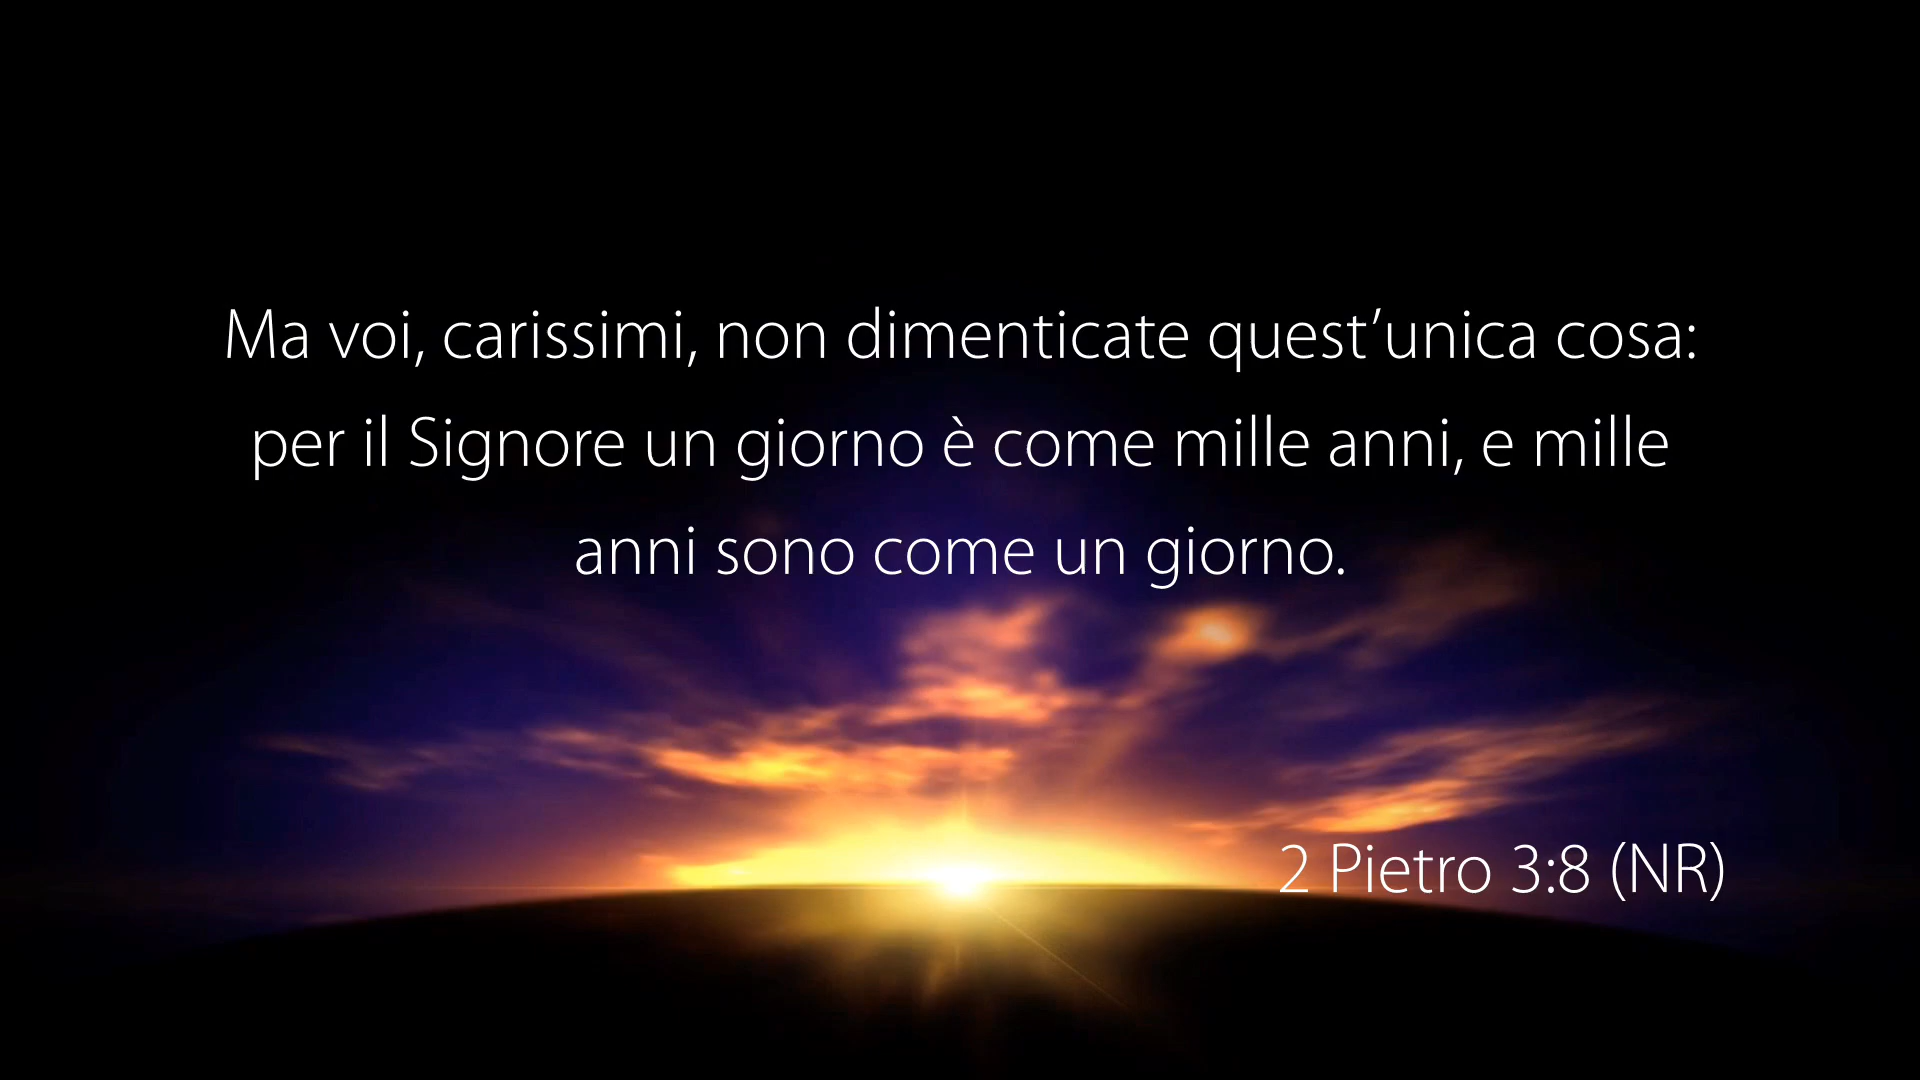 Ma voi, carissimi, non dimenticate quest’unica cosa:
per il Signore un giorno è come mille anni, e mille
anni sono come un giorno.
2 Pietro 3:8 (NR)